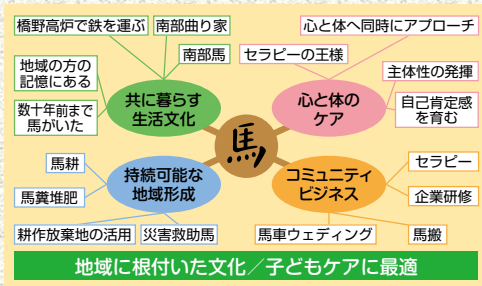 橋野高炉で鉄を運ぶ
南部曲り家
南部馬
地域の方の
記憶にある
数十年前まで
馬がいた
共に暮らす
生活文化
心と体へ同時にアプローチ
セラピーの王様
主体性の発揮
自己肯定感
を育む
心と体の
ケア
馬
馬耕
馬糞堆肥
持続可能な
地域形成
耕作放棄地の活用
災害救助馬
コミュニティ
ビジネス
セラピー
企業研修
馬車ウェディング
馬搬
地域に根付いた文化／子どもケアに最適